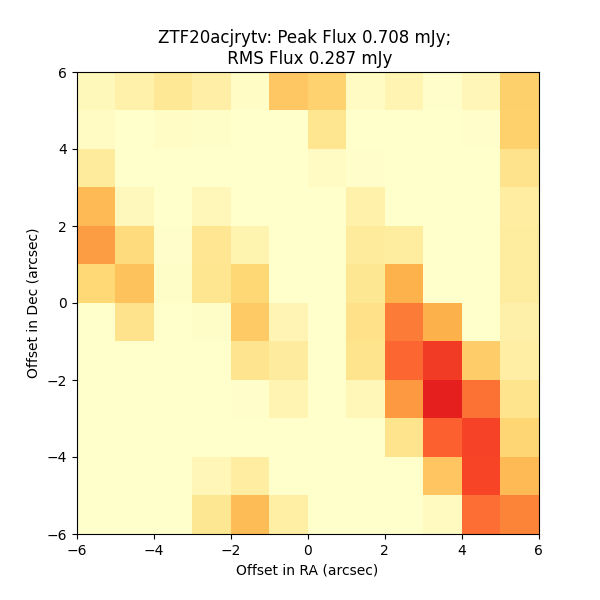 ZTF20acjrytv: Peak Flux 0.708 mJy;
RMS Flux 0.287 mJy
6
4
2
0
−2
−4
−6
Offset in Dec (arcsec)
−6 −4 −2 0 2 4 6
Offset in RA (arcsec)